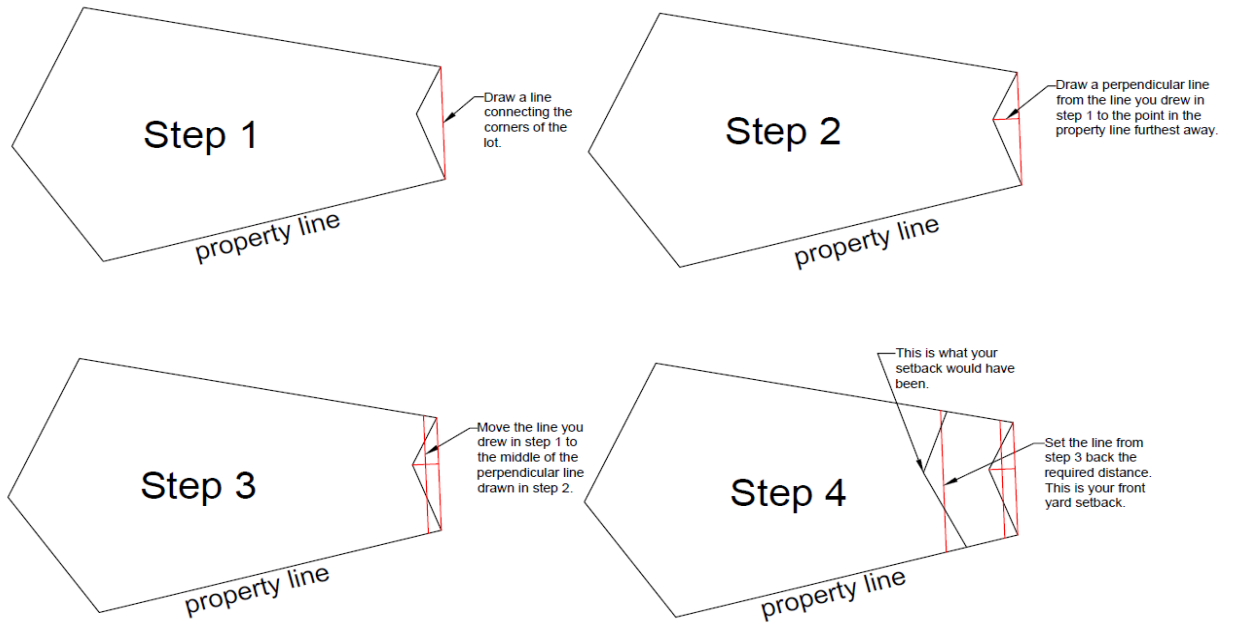 Step 1
Draw a line
connecting the
corners of the
lot.
property line
Step 2
Draw a perpendicular line
from the line you drew in
step 1 to the point in the
property line furthest away.
property line
Step 3
Move the line you
drew in step 1 to
the middle of the
perpendicular line
drawn in step 2.
property line
This is what your
setback would have
been.
Step 4
Set the line from
step 3 back the
required distance.
This is your front
yard setback.
property line